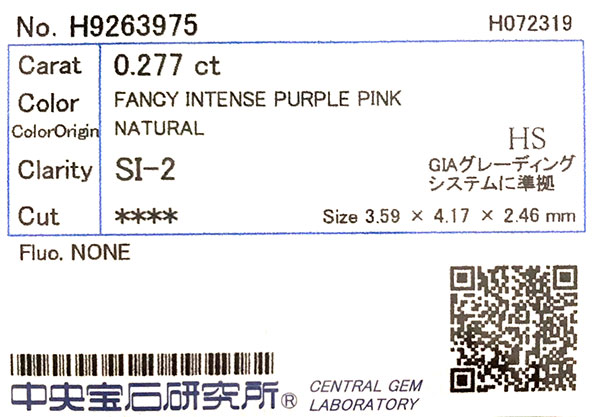 No. H9263975 H072319
Carat 0.277 ct
Color FANCY INTENSE PURPLE PINK
ColorOrigin NATURAL
Clarity SI-2
HS
GIAグレーディング
システムに準拠
Cut **** Size 3.59 × 4.17 × 2.46 mm
Fluo. NONE
中央宝石研究所® CENTRAL GEM
LABORATORY